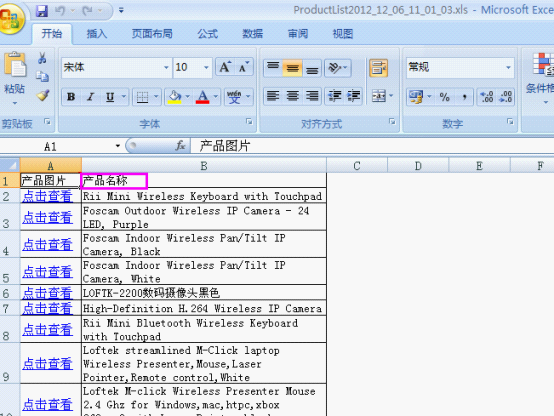 ProductList2012_12_06_11_01_03.xls - Microsoft Exce
开始 插入 页面布局 公式 数据 审阅 视图
宋体 10 A A 常规
粘贴 B I U A wén 文 % , 条件格
剪贴板 字体 对齐方式 数字
A1 fx 产品图片
A B C D E F
1 产品图片 产品名称
2 点击查看 Rii Mini Wireless Keyboard with Touchpad
Foscam Outdoor Wireless IP Camera - 24
3 点击查看 LED, Purple
Foscam Indoor Wireless Pan/Tilt IP
4 点击查看 Camera, Black
Foscam Indoor Wireless Pan/Tilt IP
5 点击查看 Camera, White
6 点击查看 LOFTK-2200数码摄像头黑色
7 点击查看 High-Definition H.264 Wireless IP Camera
Rii Mini Bluetooth Wireless Keyboard
8 点击查看 with Touchpad
Loftek streamlined M-Click laptop
点击查看 Wireless Presenter,Mouse,Laser
9 Pointer,Remote control,White
Loftek M-click Wireless Presenter Mouse
点击查看 2.4 Ghz for Windows,mac,htpc,xbox